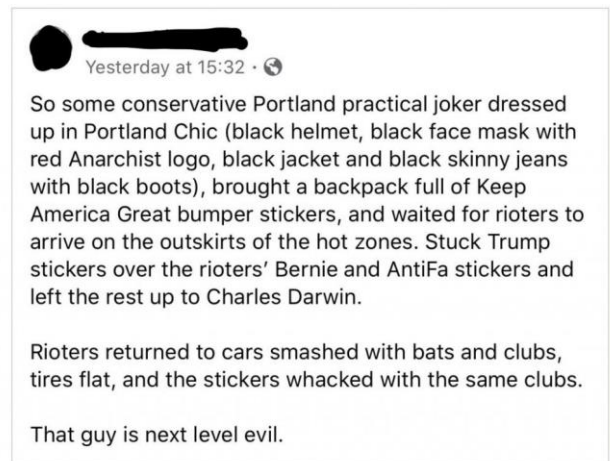 Yesterday at 15:32 ·
So some conservative Portland practical joker dressed
up in Portland Chic (black helmet, black face mask with
red Anarchist logo, black jacket and black skinny jeans
with black boots), brought a backpack full of Keep
America Great bumper stickers, and waited for rioters to
arrive on the outskirts of the hot zones. Stuck Trump
stickers over the rioters’ Bernie and AntiFa stickers and
left the rest up to Charles Darwin.
Rioters returned to cars smashed with bats and clubs,
tires flat, and the stickers whacked with the same clubs.
That guy is next level evil.